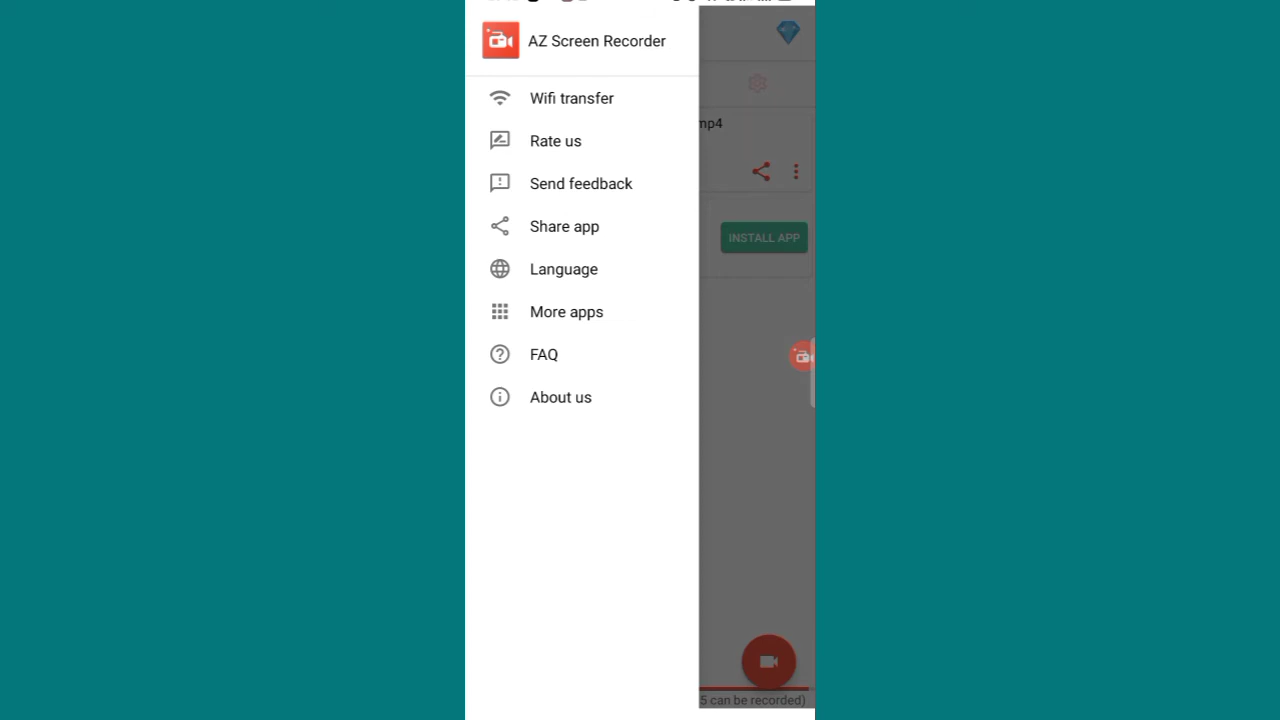 AZ Screen Recorder
Wifi transfer
Rate us
Send feedback
Share app
Language
More apps
FAQ
About us
mp4
INSTALL APP
5 can be recorded)